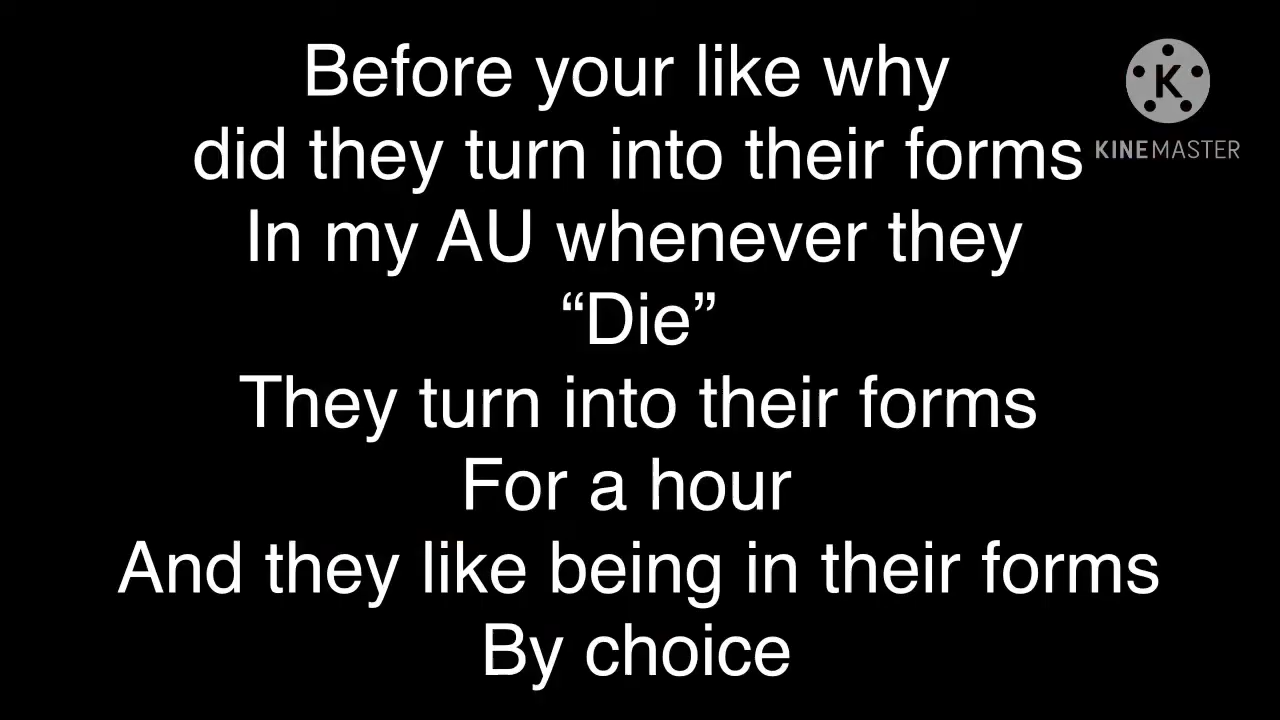 Before your like why
did they turn into their forms
In my AU whenever they
“Die”
They turn into their forms
For a hour
And they like being in their forms
By choice
K
KINEMASTER